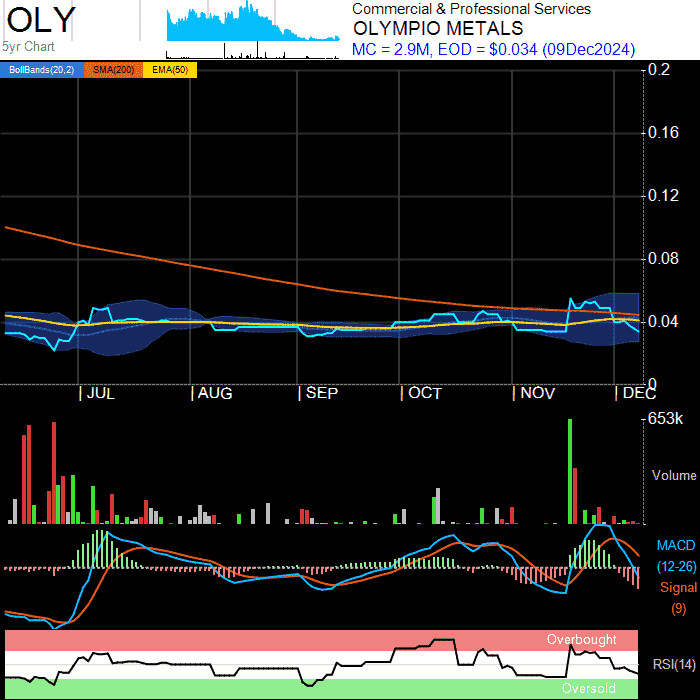 OLY
5yr Chart
Commercial & Professional Services
OLYMPIO METALS
MC = 2.9M, EOD = $0.034 (09Dec2024)
BollBands(20,2) SMA(200) EMA(50)
0.2
0.16
0.12
0.08
0.04
0
JUL AUG SEP OCT NOV DEC
653k
Volume
MACD
(12-26)
Signal
(9)
Overbought
RSI(14)
Oversold